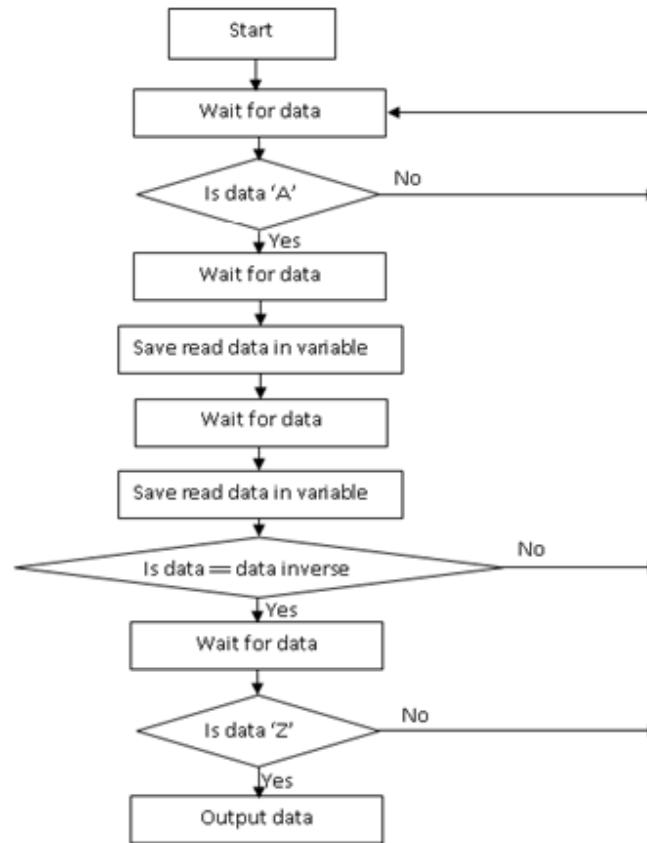 Start
Wait for data
Is data ‘A’
No
Yes
Wait for data
Save read data in variable
Wait for data
Save read data in variable
Is data == data inverse
No
Yes
Wait for data
Is data ‘Z’
No
Yes
Output data